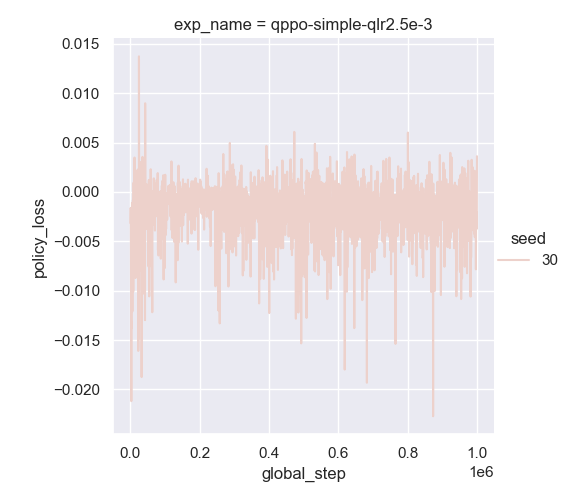 exp_name = qppo-simple-qlr2.5e-3
0.015
0.010
0.005
0.000
−0.005
−0.010
−0.015
−0.020
policy_loss
0.0 0.2 0.4 0.6 0.8 1.0
1e6
global_step
seed
30